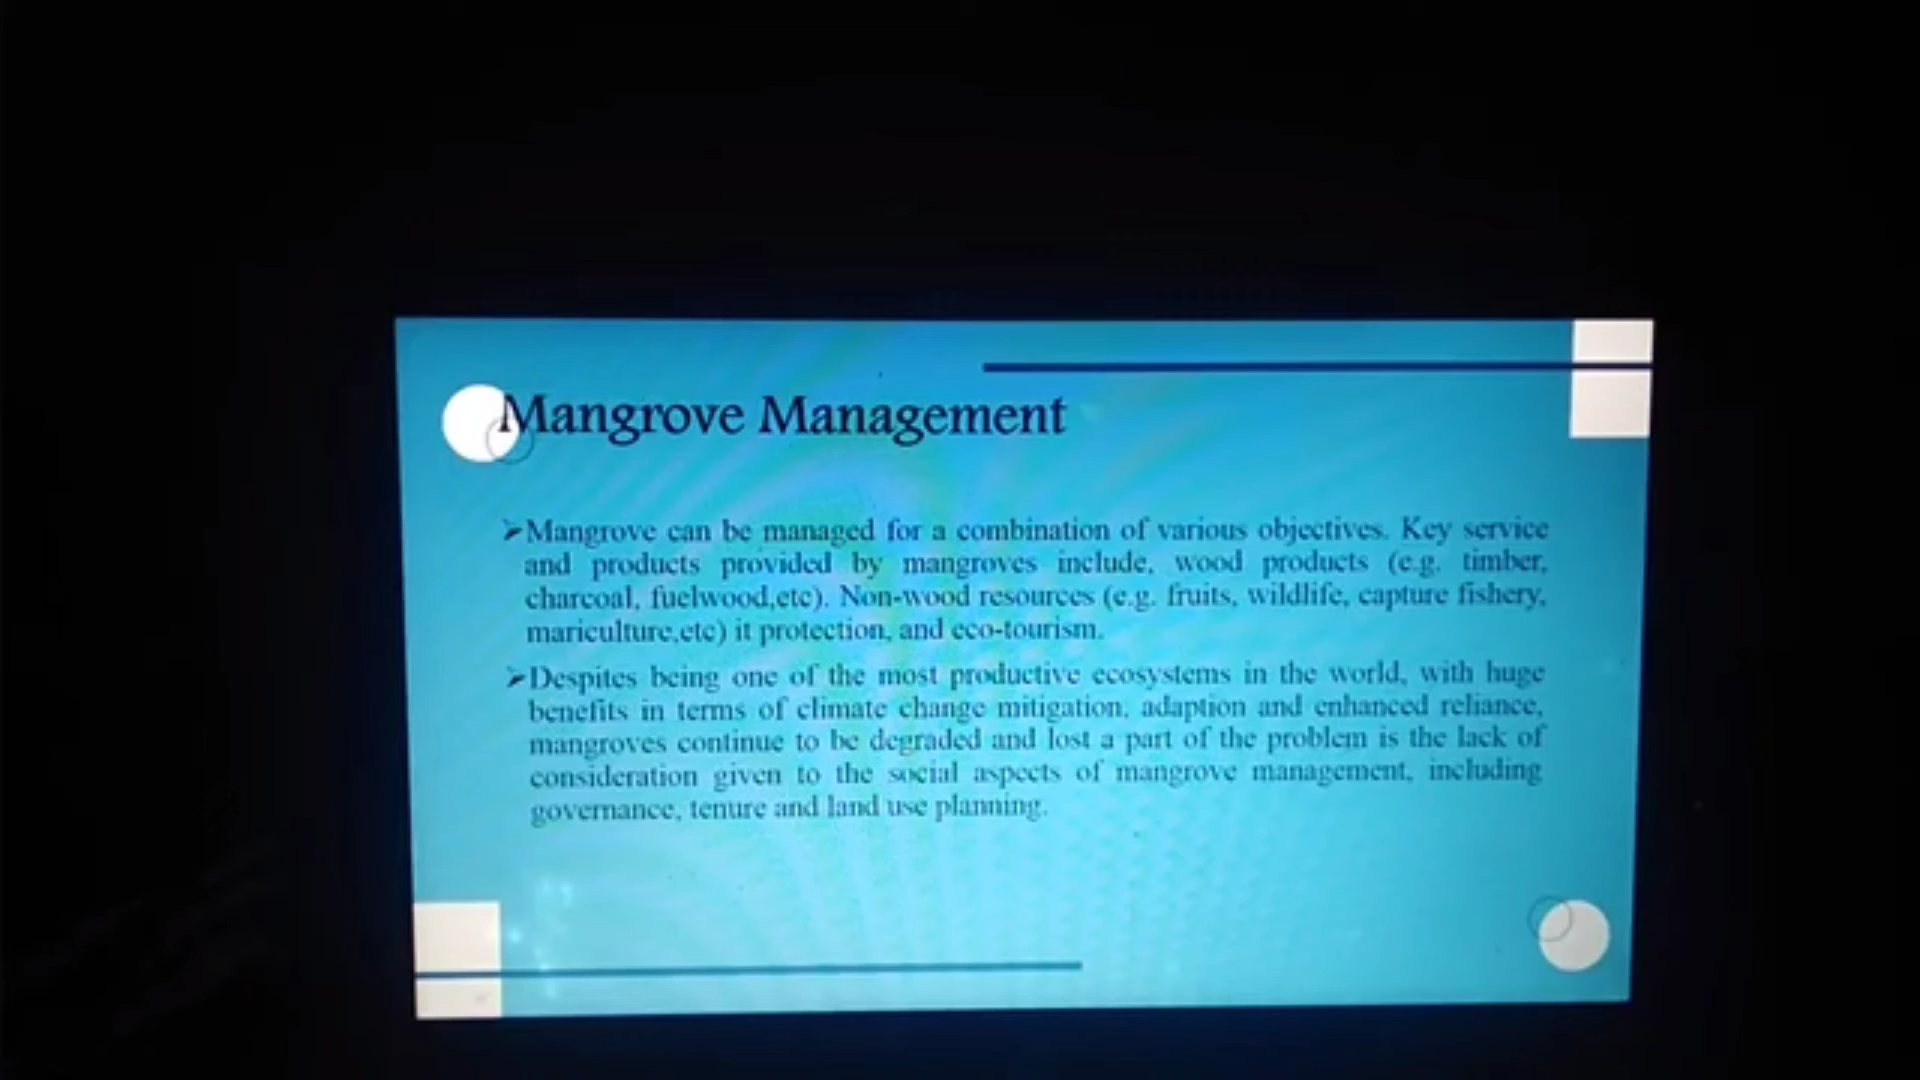 Mangrove Management
➢Mangrove can be managed for a combination of various objectives. Key service
and products provided by mangroves include, wood products (e.g. timber,
charcoal, fuelwood,etc). Non-wood resources (e.g. fruits, wildlife, capture fishery,
mariculture,etc) it protection, and eco-tourism.
➢Despites being one of the most productive ecosystems in the world, with huge
benefits in terms of climate change mitigation, adaption and enhanced reliance,
mangroves continue to be degraded and lost a part of the problem is the lack of
consideration given to the social aspects of mangrove management, including
governance, tenure and land use planning.